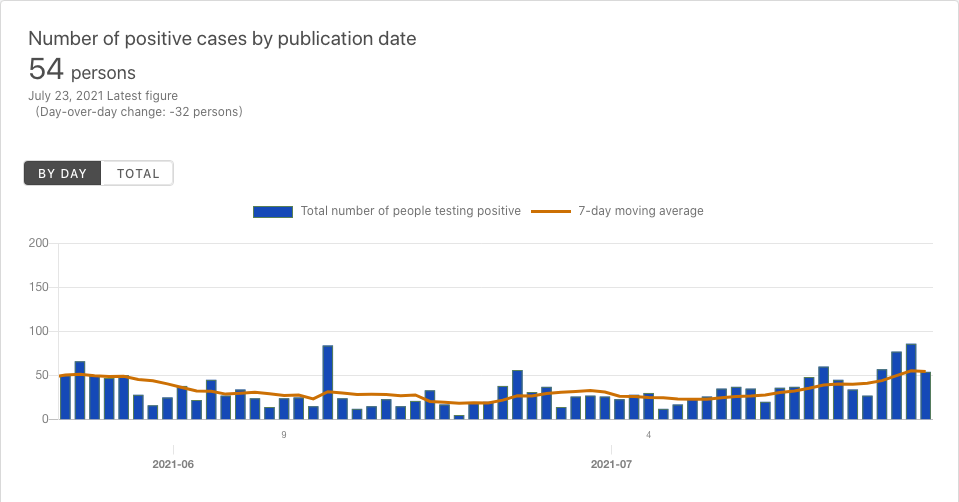 Number of positive cases by publication date
54 persons
July 23, 2021 Latest figure
(Day-over-day change: -32 persons)
BY DAY TOTAL
Total number of people testing positive 7-day moving average
200
150
100
50
0
9 4
2021-06 2021-07